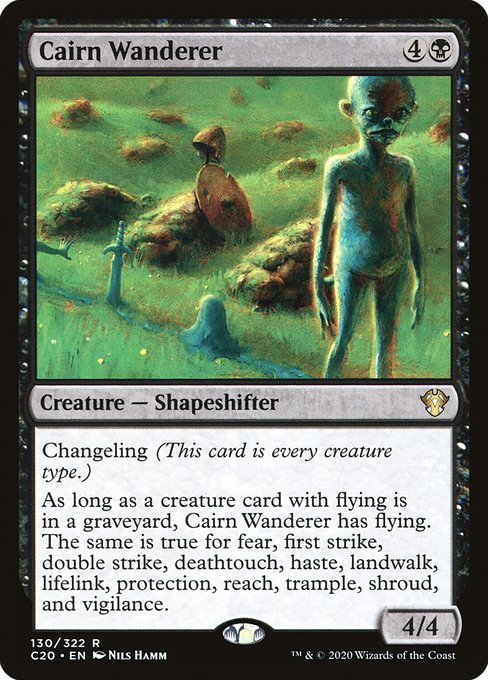 Cairn Wanderer 4
Creature — Shapeshifter
Changeling (This card is every creature
type.)
As long as a creature card with flying is
in a graveyard, Cairn Wanderer has flying.
The same is true for fear, first strike,
double strike, deathtouch, haste, landwalk,
lifelink, protection, reach, trample, shroud,
and vigilance.
4/4
130/322 R
C20 • EN Nils Hamm
™ & © 2020 Wizards of the Coast